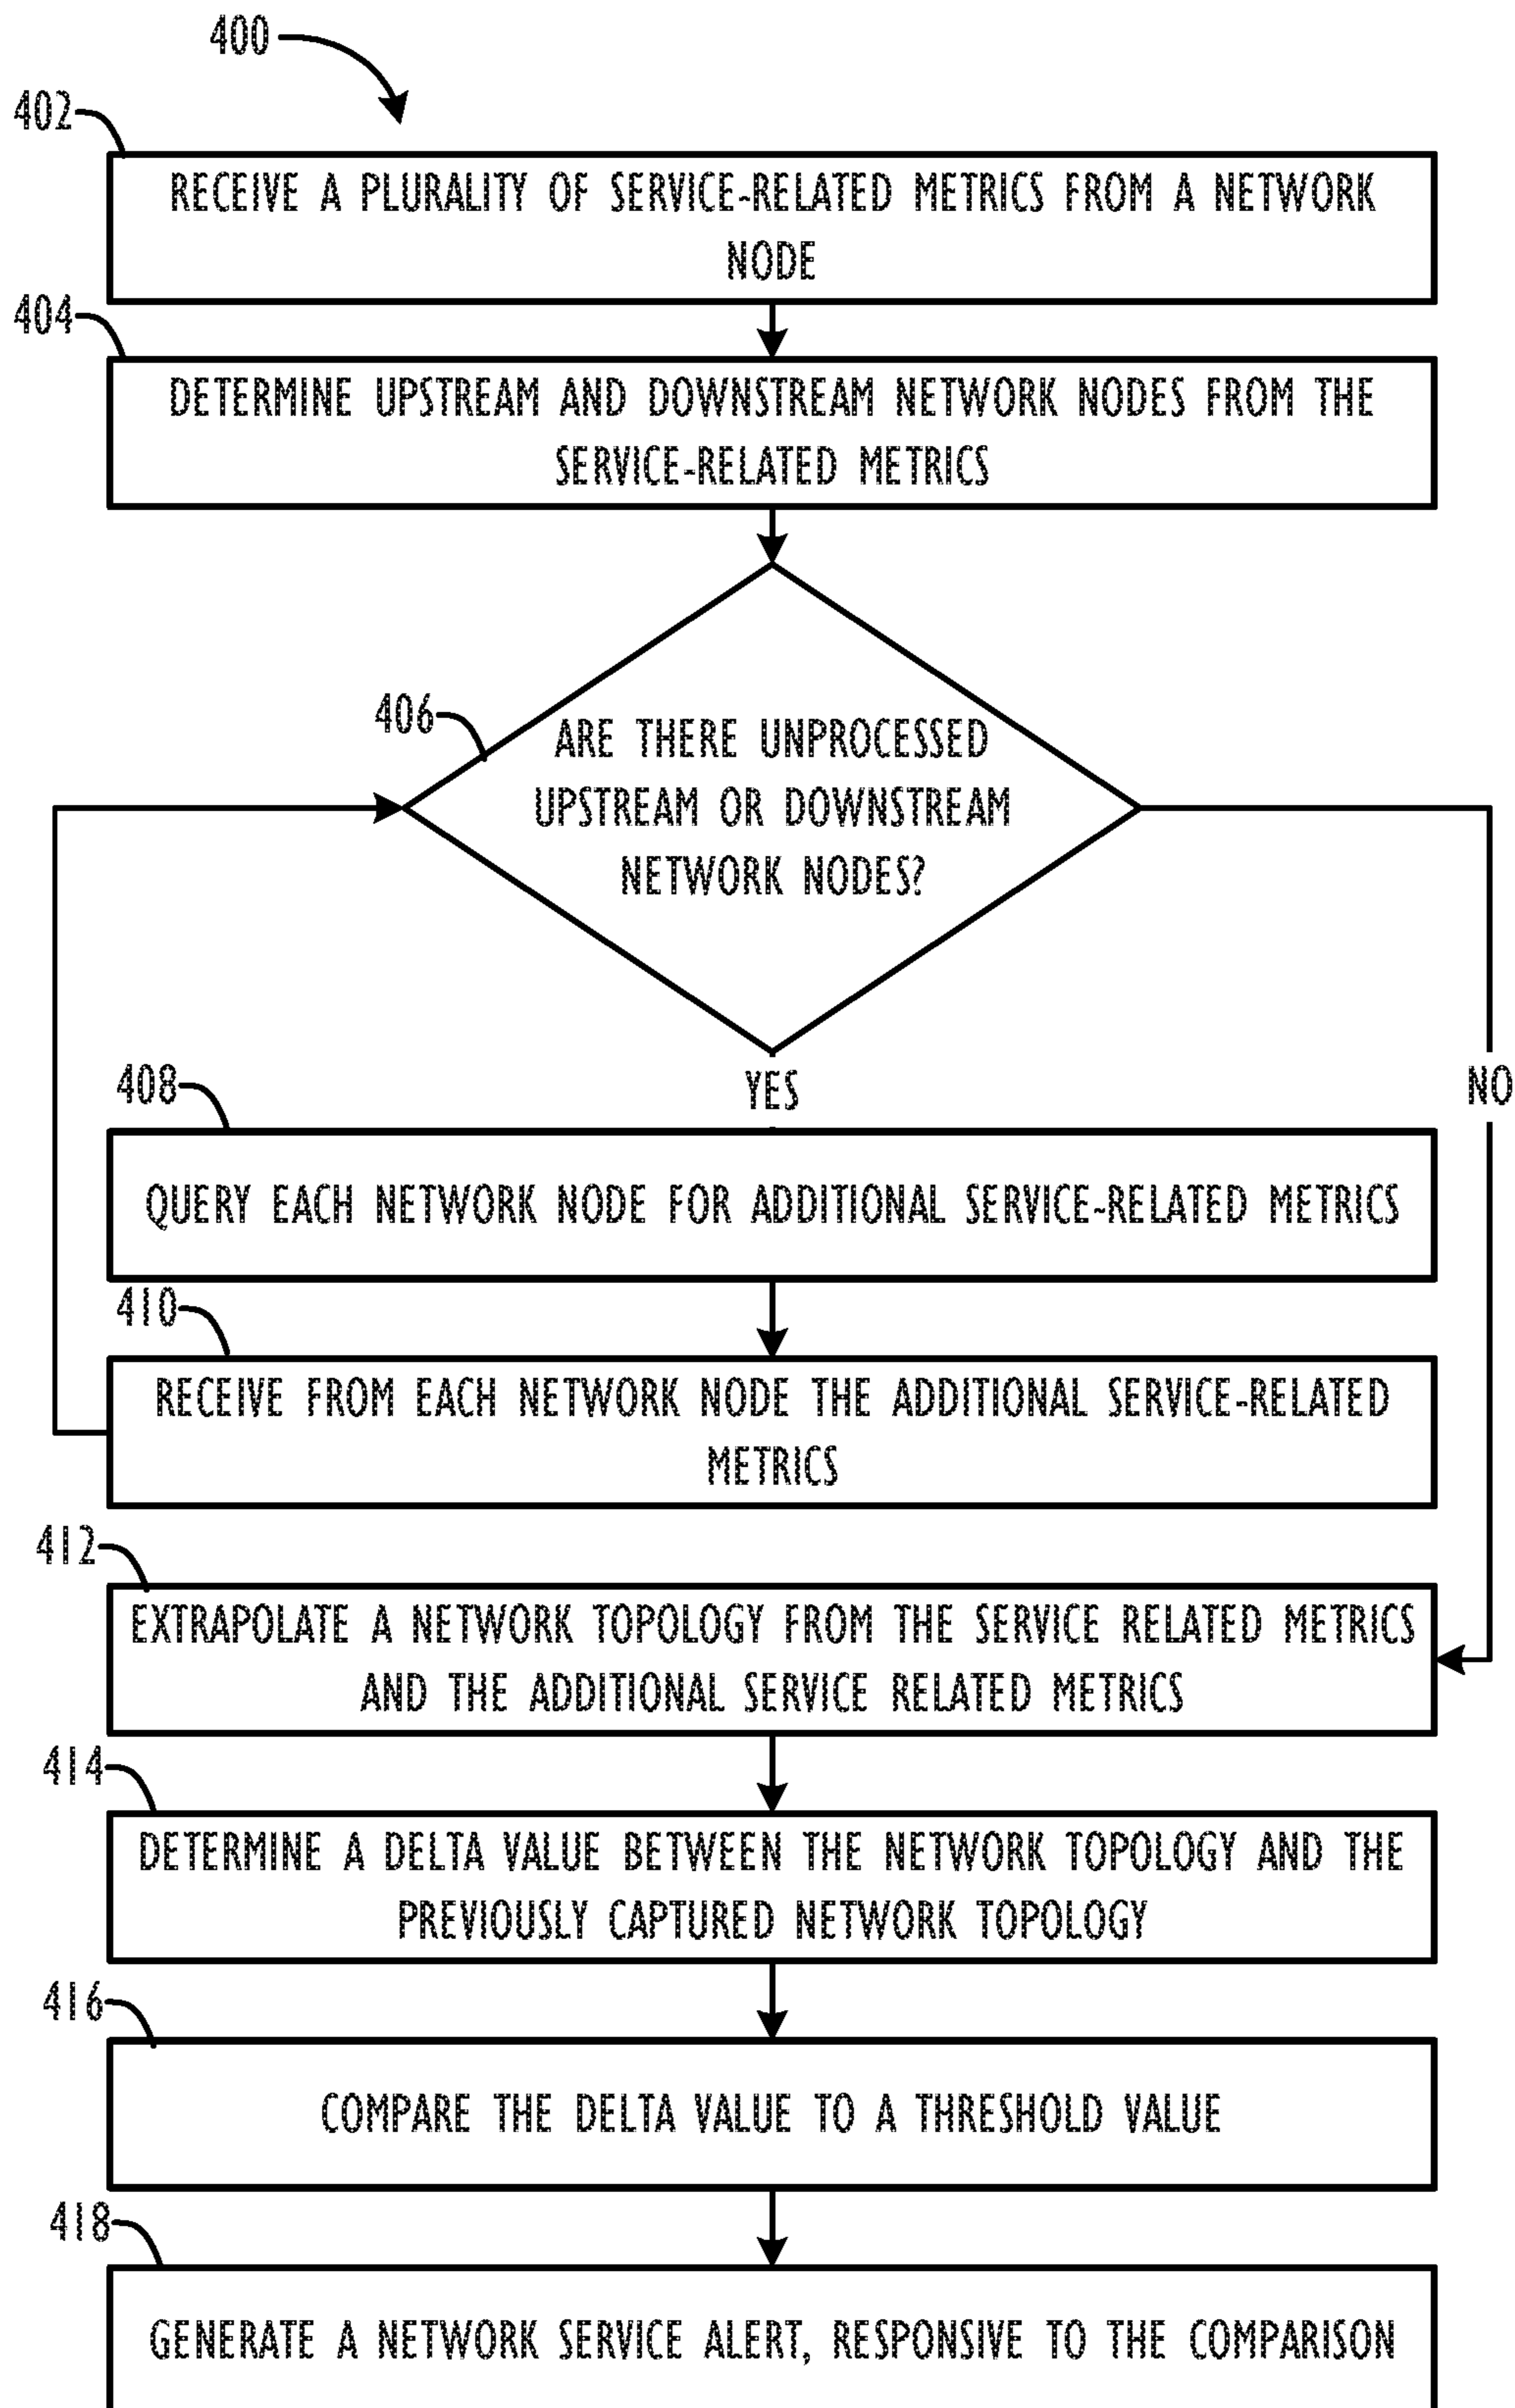 400
402
RECEIVE A PLURALITY OF SERVICE-RELATED METRICS FROM A NETWORK
NODE
404
DETERMINE UPSTREAM AND DOWNSTREAM NETWORK NODES FROM THE
SERVICE-RELATED METRICS
406
ARE THERE UNPROCESSED
UPSTREAM OR DOWNSTREAM
NETWORK NODES?
YES
NO
408
QUERY EACH NETWORK NODE FOR ADDITIONAL SERVICE-RELATED METRICS
410
RECEIVE FROM EACH NETWORK NODE THE ADDITIONAL SERVICE-RELATED
METRICS
412
EXTRAPOLATE A NETWORK TOPOLOGY FROM THE SERVICE RELATED METRICS
AND THE ADDITIONAL SERVICE RELATED METRICS
414
DETERMINE A DELTA VALUE BETWEEN THE NETWORK TOPOLOGY AND THE
PREVIOUSLY CAPTURED NETWORK TOPOLOGY
416
COMPARE THE DELTA VALUE TO A THRESHOLD VALUE
418
GENERATE A NETWORK SERVICE ALERT, RESPONSIVE TO THE COMPARISON